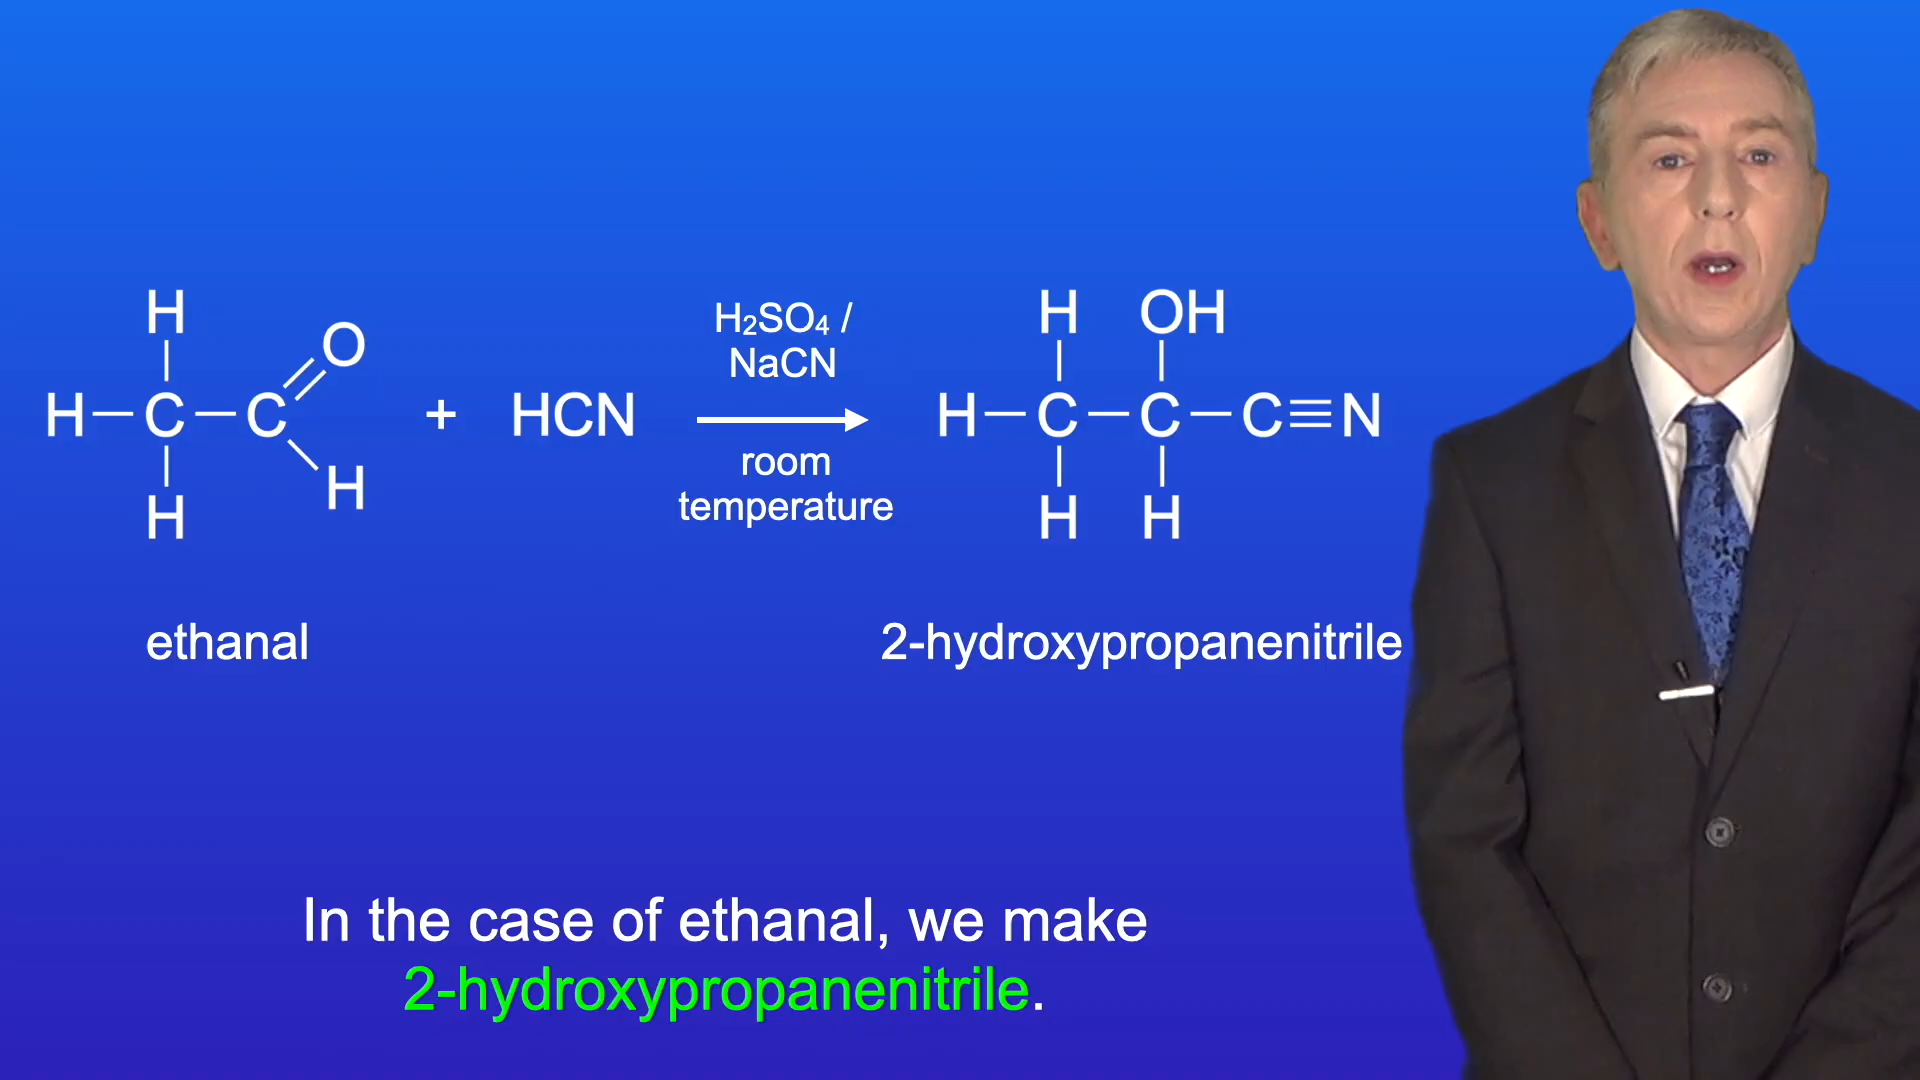 H H
O H₂SO₄ / H OH
NaCN
H—C—C + HCN H—C—C—C≡N
room
H temperature
H H H
ethanal 2-hydroxypropanenitrile
In the case of ethanal, we make
2-hydroxypropanenitrile.